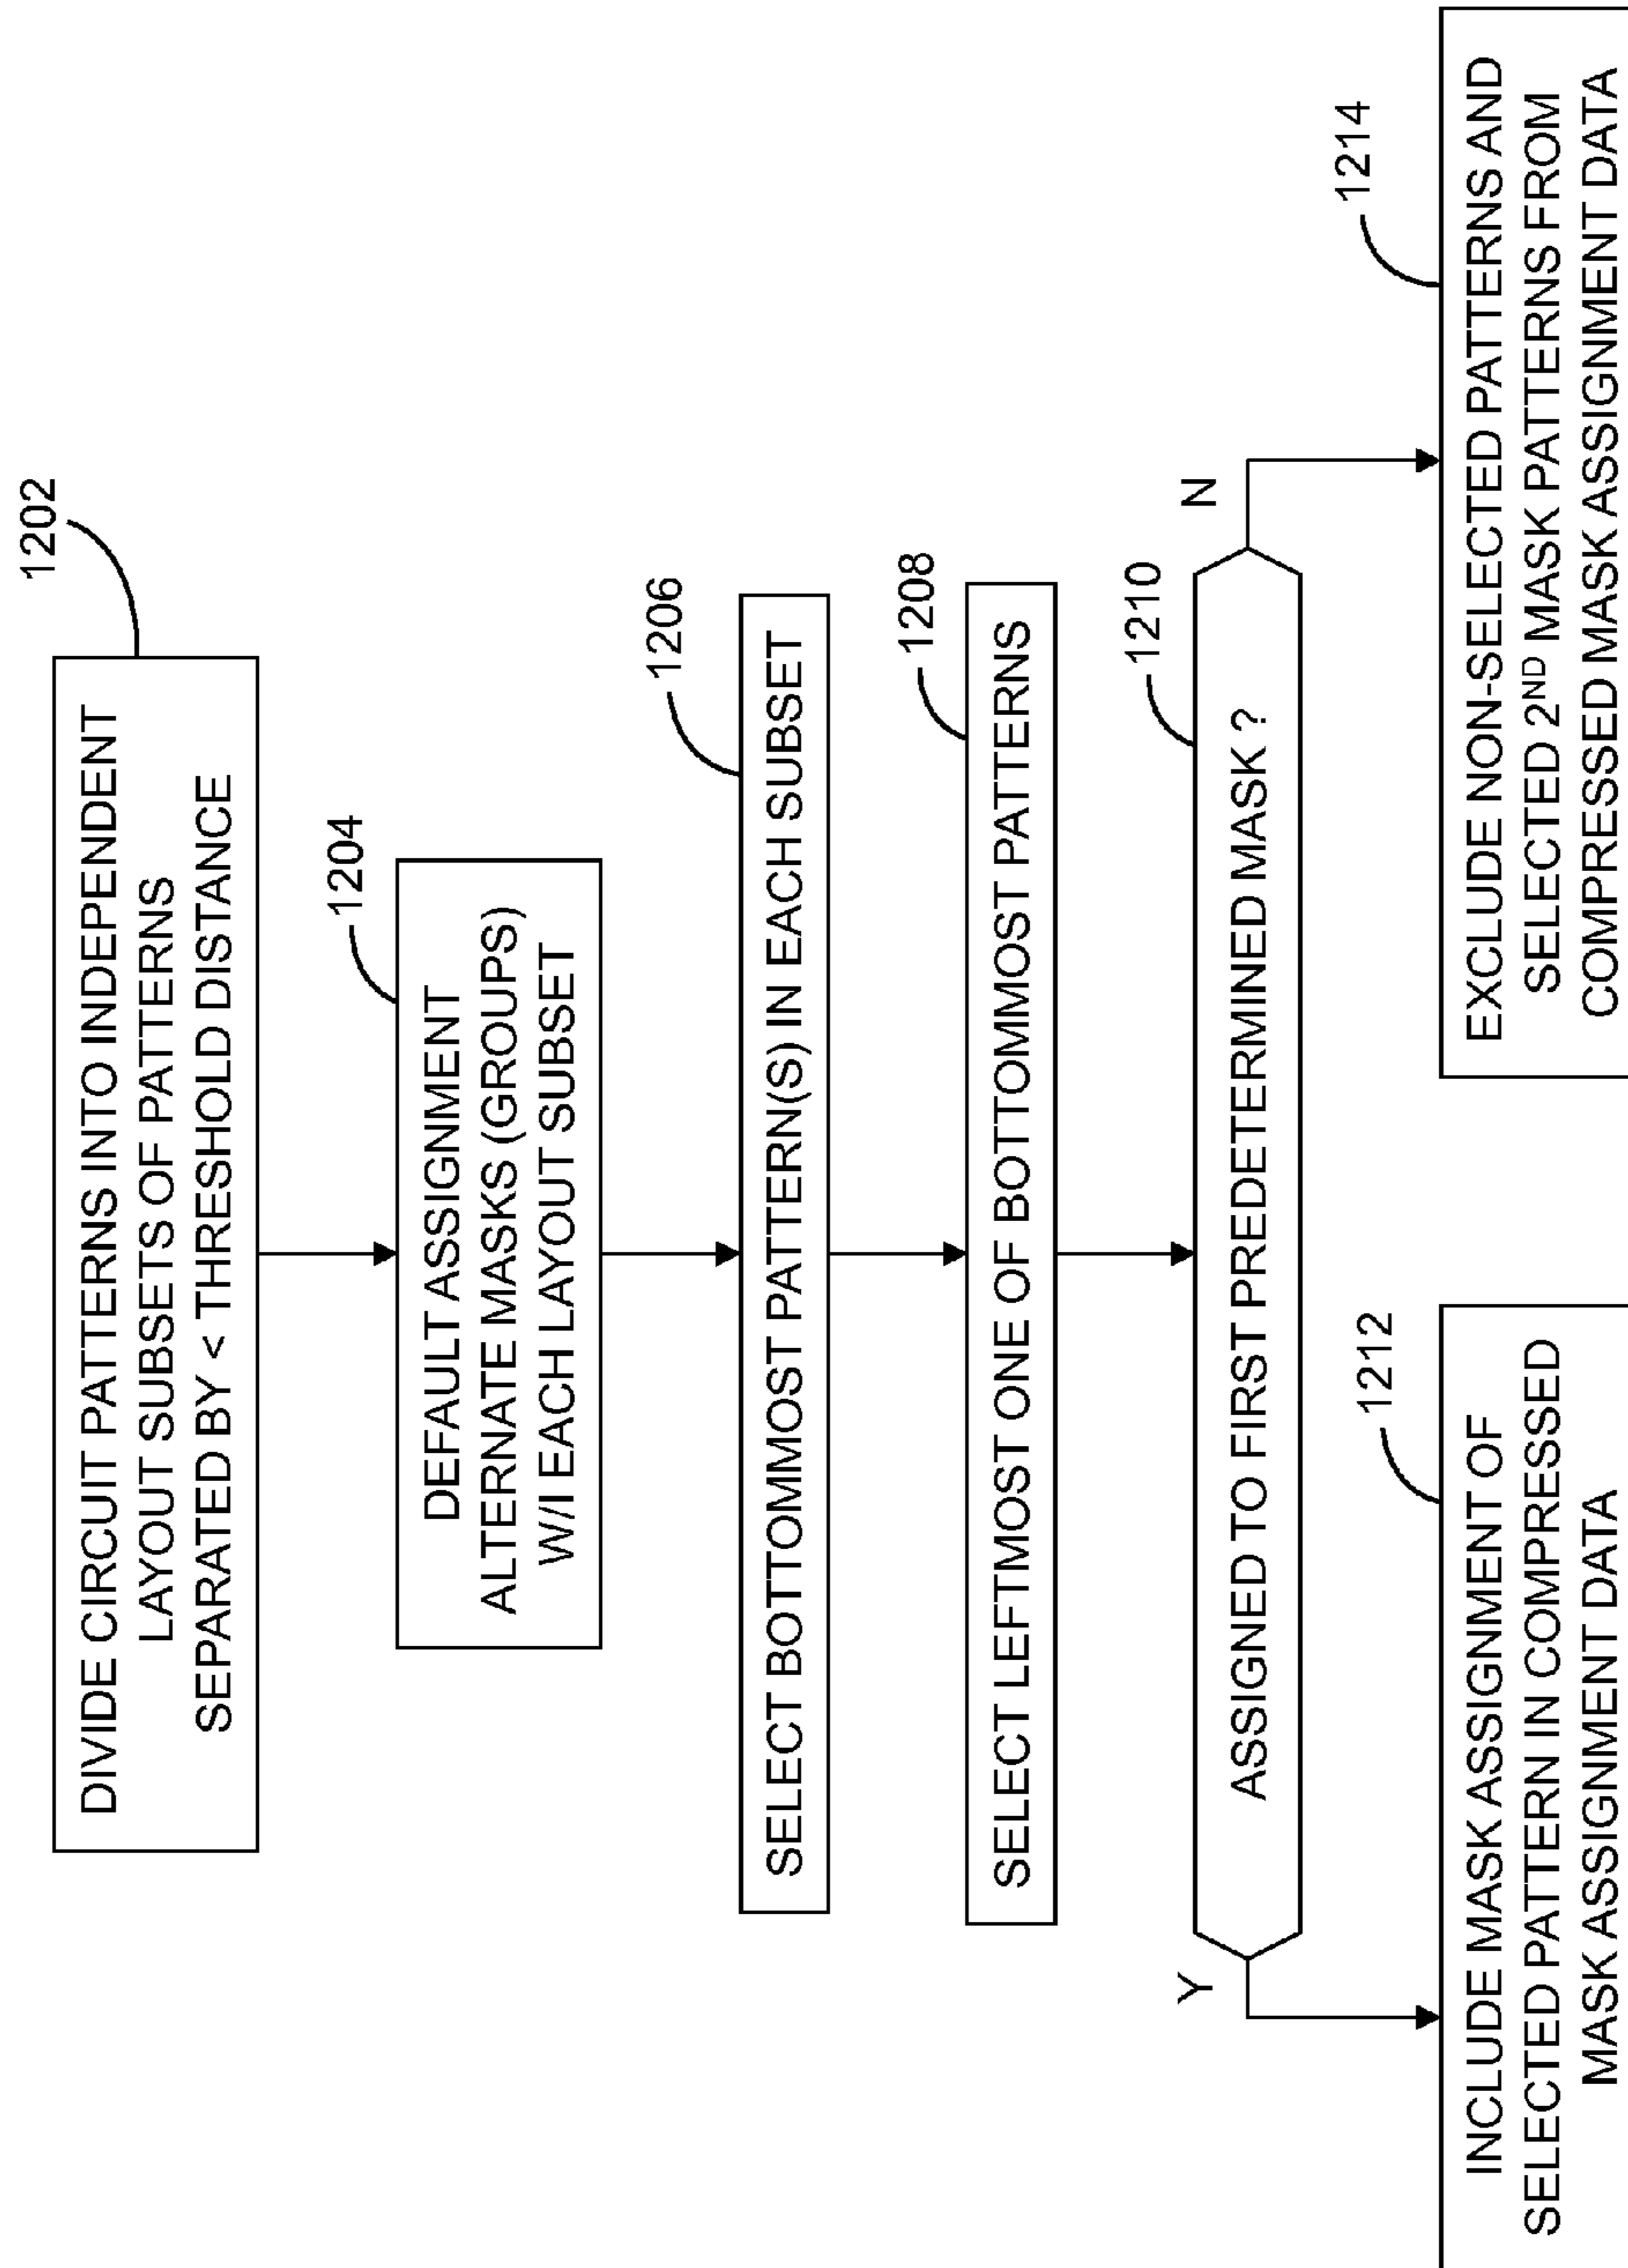 1202
DIVIDE CIRCUIT PATTERNS INTO INDEPENDENT
LAYOUT SUBSETS OF PATTERNS
SEPARATED BY < THRESHOLD DISTANCE
1204
DEFAULT ASSIGNMENT
ALTERNATE MASKS (GROUPS)
W/I EACH LAYOUT SUBSET
1206
SELECT BOTTOMMOST PATTERN(S) IN EACH SUBSET
1208
SELECT LEFTMOST ONE OF BOTTOMMOST PATTERNS
1210
Y
ASSIGNED TO FIRST PREDETERMINED MASK ?
N
1212
INCLUDE MASK ASSIGNMENT OF
SELECTED PATTERN IN COMPRESSED
MASK ASSIGNMENT DATA
1214
EXCLUDE NON-SELECTED PATTERNS AND
SELECTED 2ND MASK PATTERNS FROM
COMPRESSED MASK ASSIGNMENT DATA